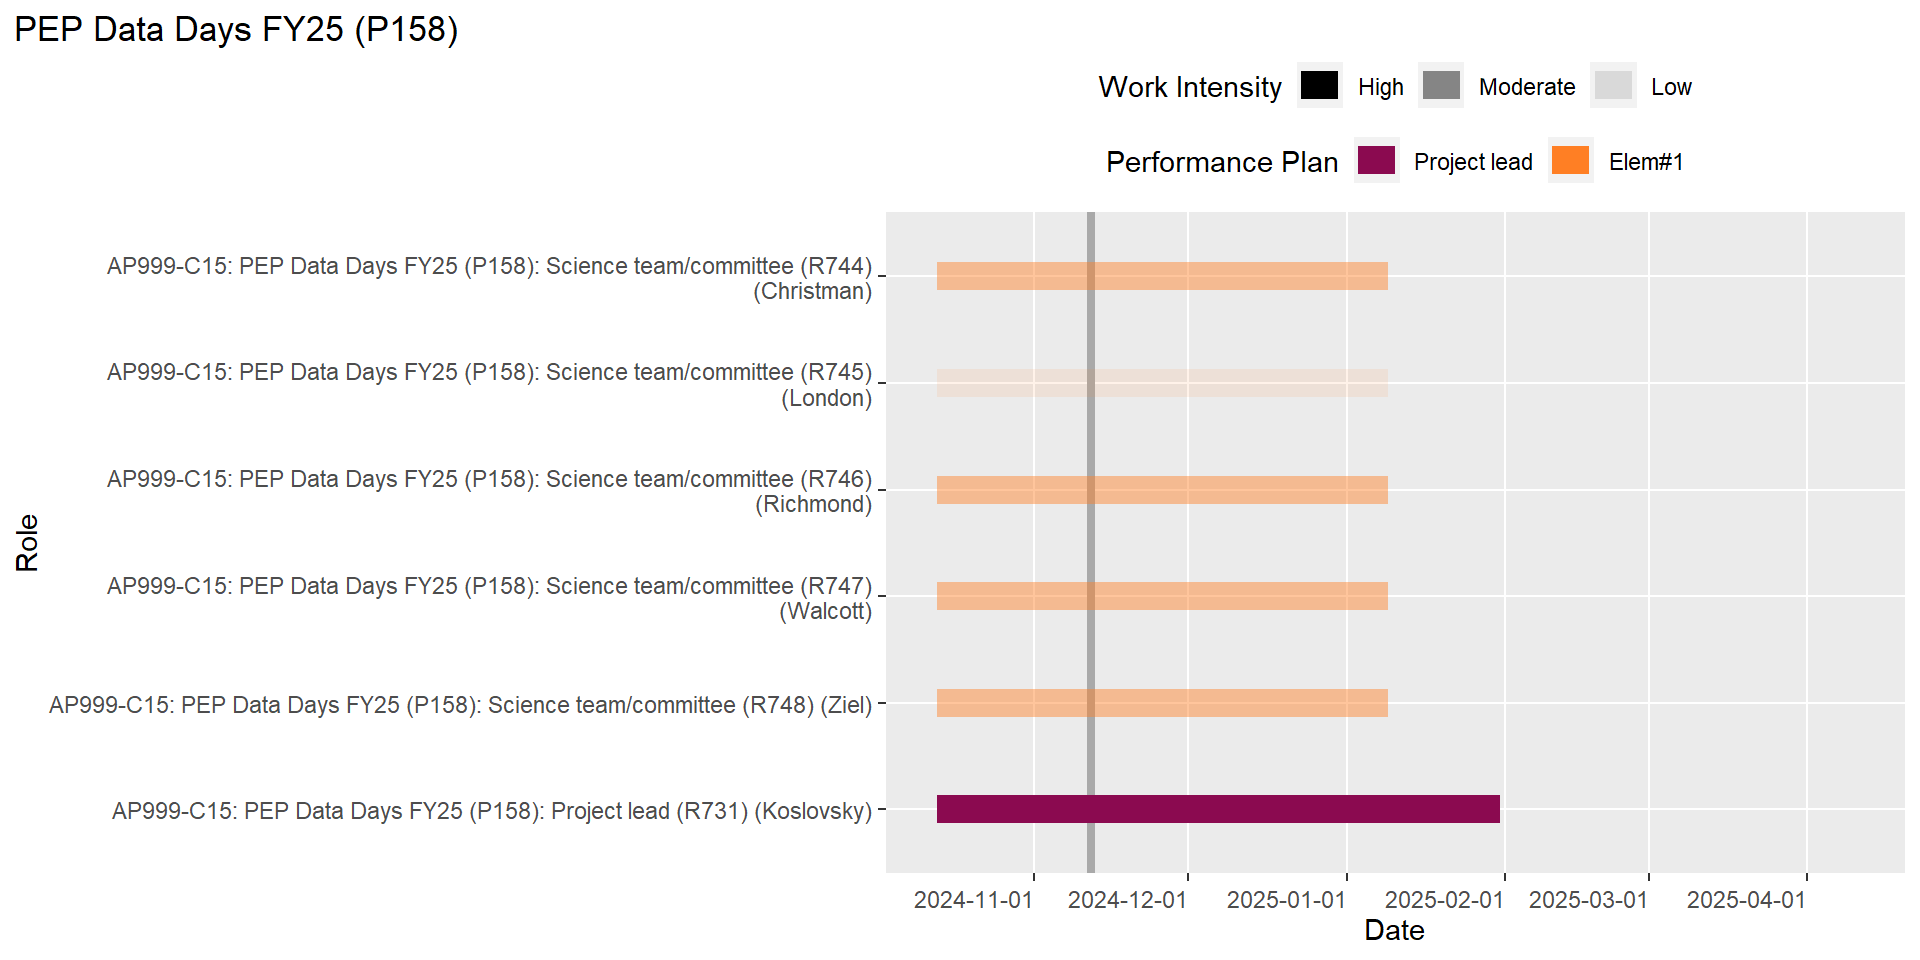 PEP Data Days FY25 (P158)
Work Intensity High Moderate Low
Performance Plan Project lead Elem#1
AP999-C15: PEP Data Days FY25 (P158): Science team/committee (R744)
(Christman)
AP999-C15: PEP Data Days FY25 (P158): Science team/committee (R745)
(London)
AP999-C15: PEP Data Days FY25 (P158): Science team/committee (R746)
(Richmond)
AP999-C15: PEP Data Days FY25 (P158): Science team/committee (R747)
(Walcott)
AP999-C15: PEP Data Days FY25 (P158): Science team/committee (R748) (Ziel)
AP999-C15: PEP Data Days FY25 (P158): Project lead (R731) (Koslovsky)
Role
2024-11-01 2024-12-01 2025-01-01 2025-02-01 2025-03-01 2025-04-01
Date